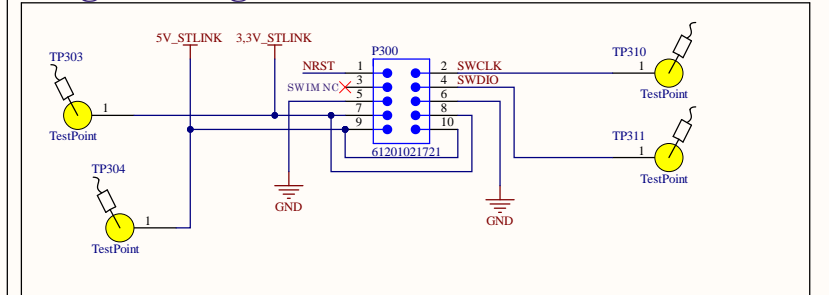 5V_STLINK 3,3V_STLINK
TP303
P300
TP310
NRST 1 2 SWCLK
1
SWIM NC 3 4 SWDIO
5 6
TestPoint
1 7 8
9 10
TestPoint
TP311
61201021721
1
TP304
TestPoint
GND
GND
1
TestPoint